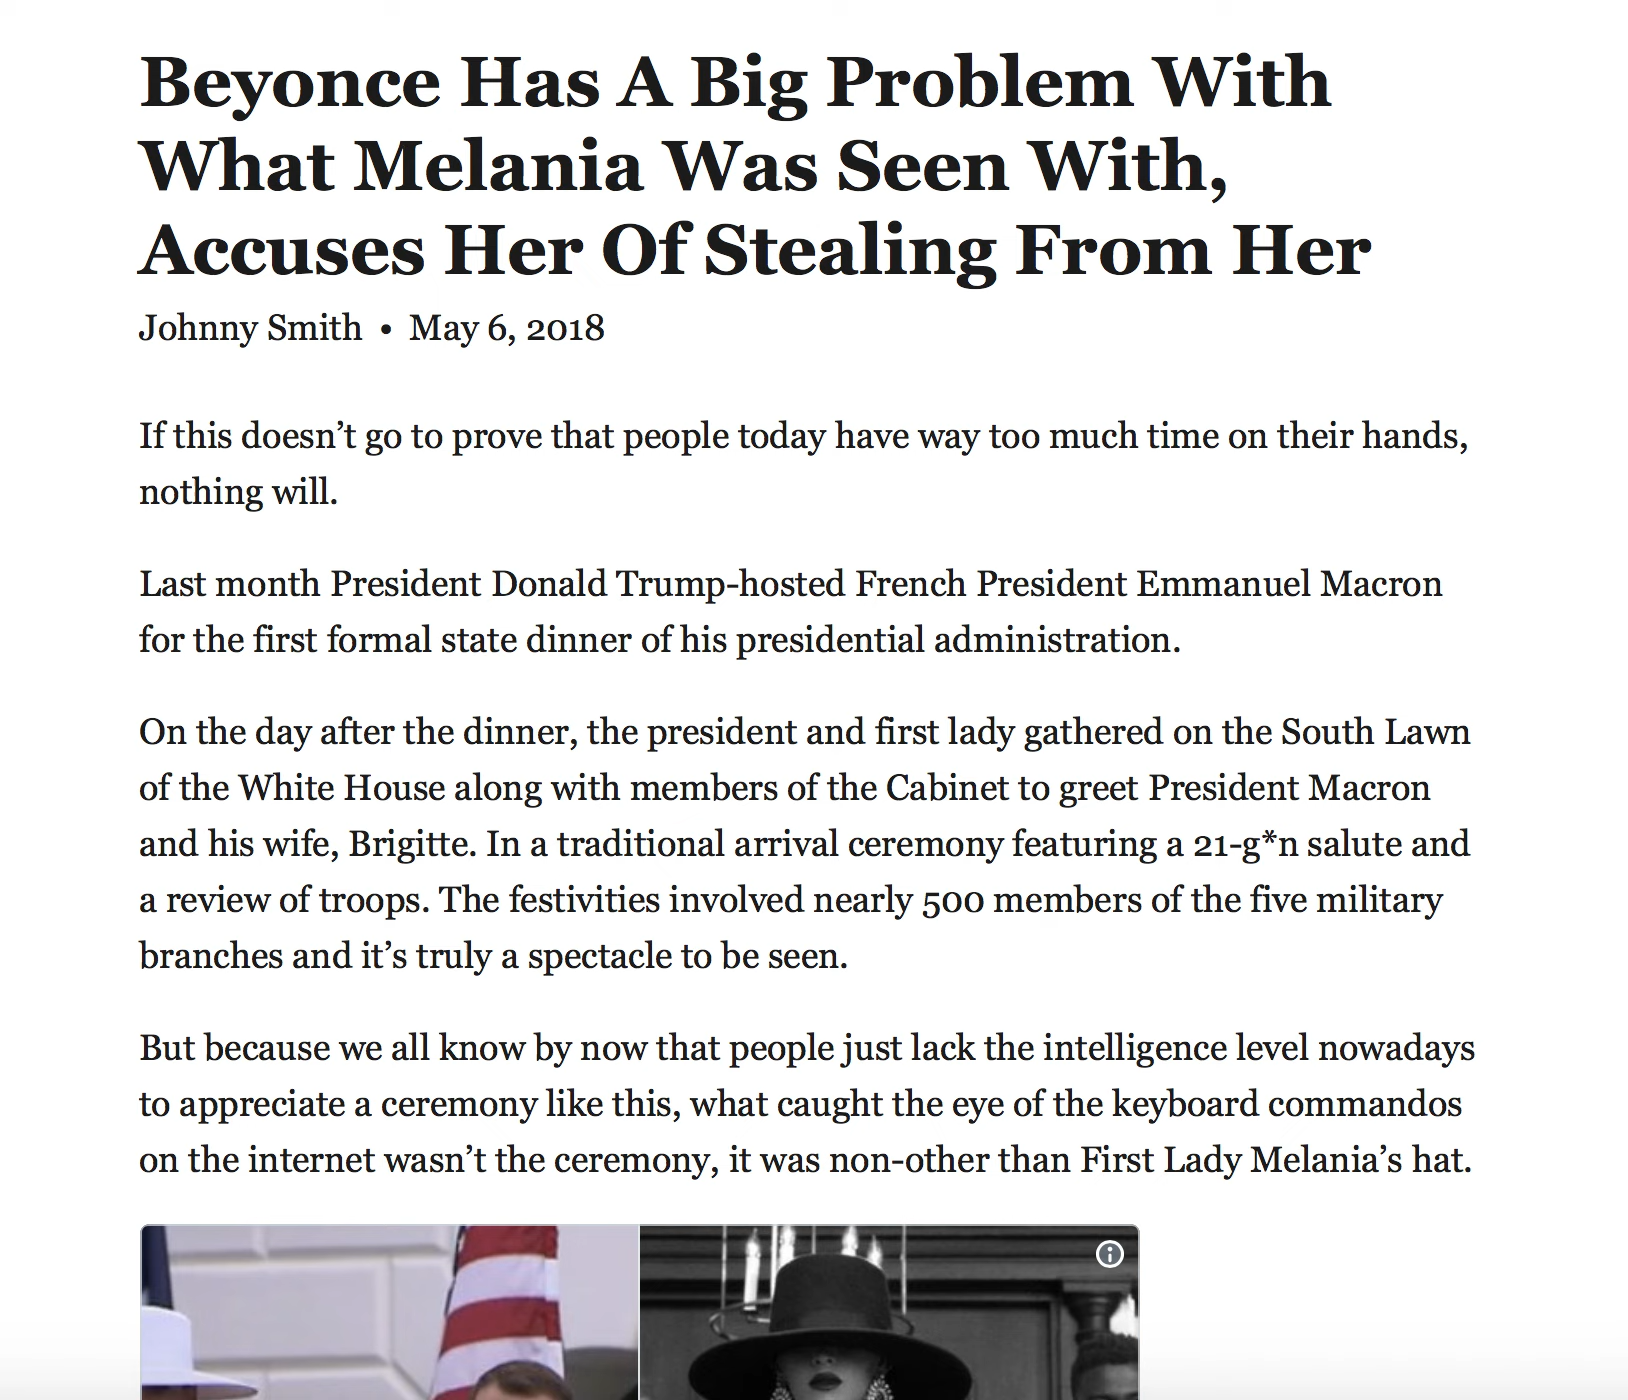 Beyonce Has A Big Problem With
What Melania Was Seen With,
Accuses Her Of Stealing From Her
Johnny Smith • May 6, 2018
If this doesn’t go to prove that people today have way too much time on their hands,
nothing will.
Last month President Donald Trump-hosted French President Emmanuel Macron
for the first formal state dinner of his presidential administration.
On the day after the dinner, the president and first lady gathered on the South Lawn
of the White House along with members of the Cabinet to greet President Macron
and his wife, Brigitte. In a traditional arrival ceremony featuring a 21-g*n salute and
a review of troops. The festivities involved nearly 500 members of the five military
branches and it’s truly a spectacle to be seen.
But because we all know by now that people just lack the intelligence level nowadays
to appreciate a ceremony like this, what caught the eye of the keyboard commandos
on the internet wasn’t the ceremony, it was non-other than First Lady Melania’s hat.